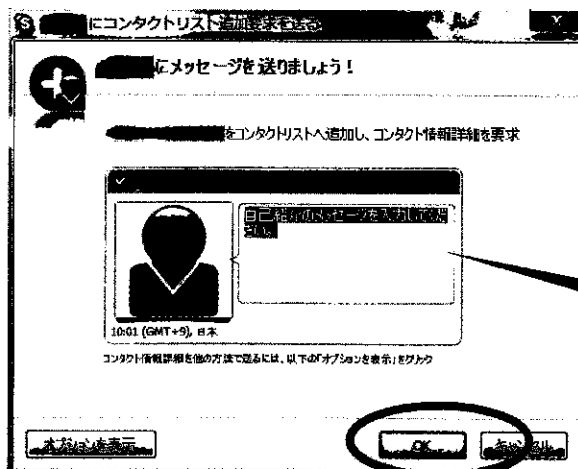 にコンタクトリスト追加要求を送る
にメッセージを送りましょう！
をコンタクトリストへ追加し、コンタクト情報詳細を要求
自己紹介のメッセージを入力してくだ
さい。
10:01 (GMT+9), 日本
コンタクト情報詳細を他の方法で送るには、以下の「オプションを表示」をクリック
オプションを表示
OK
キャンセル